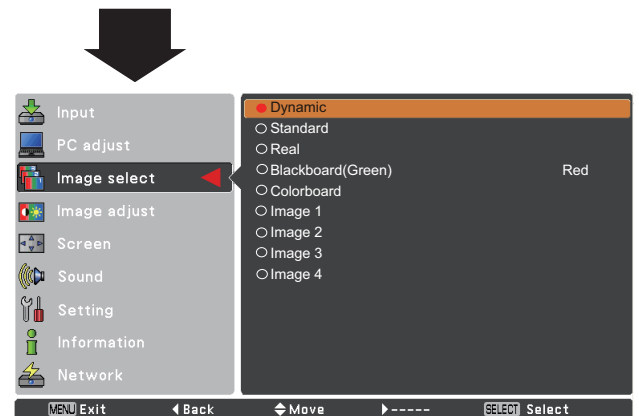 Input
PC adjust
Image select
Image adjust
Screen
Sound
Setting
Information
Network
Dynamic
Standard
Real
Blackboard(Green) Red
Colorboard
Image 1
Image 2
Image 3
Image 4
MENU Exit Back Move ----- SELECT Select